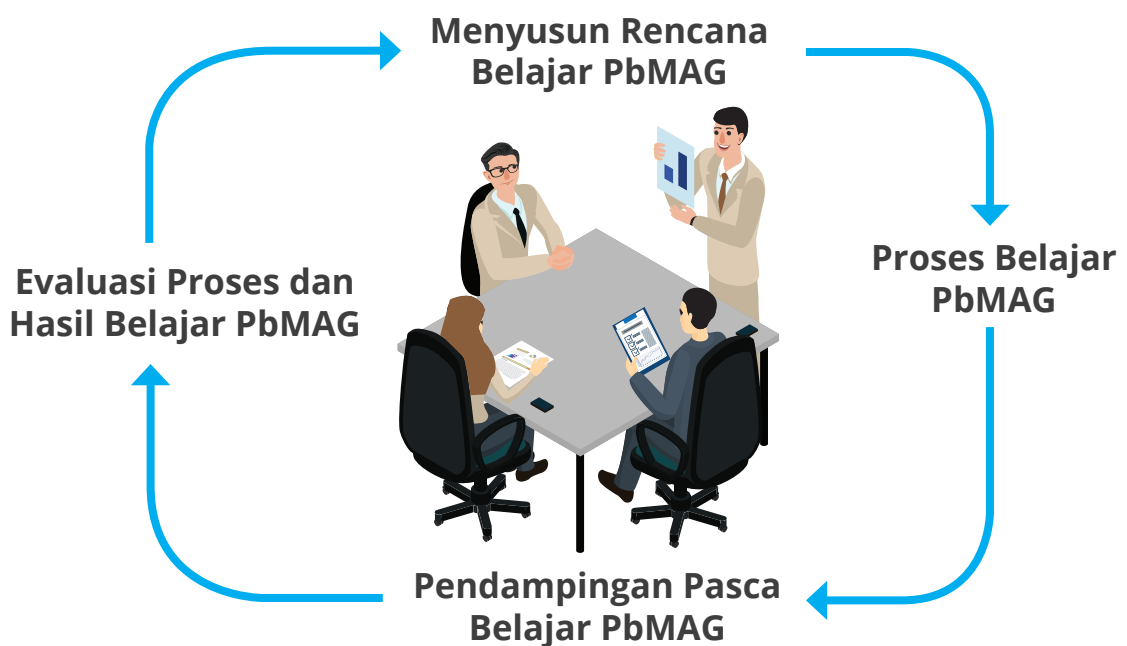 Menyusun Rencana
Belajar PbMAG
Proses Belajar
PbMAG
Pendampingan Pasca
Belajar PbMAG
Evaluasi Proses dan
Hasil Belajar PbMAG